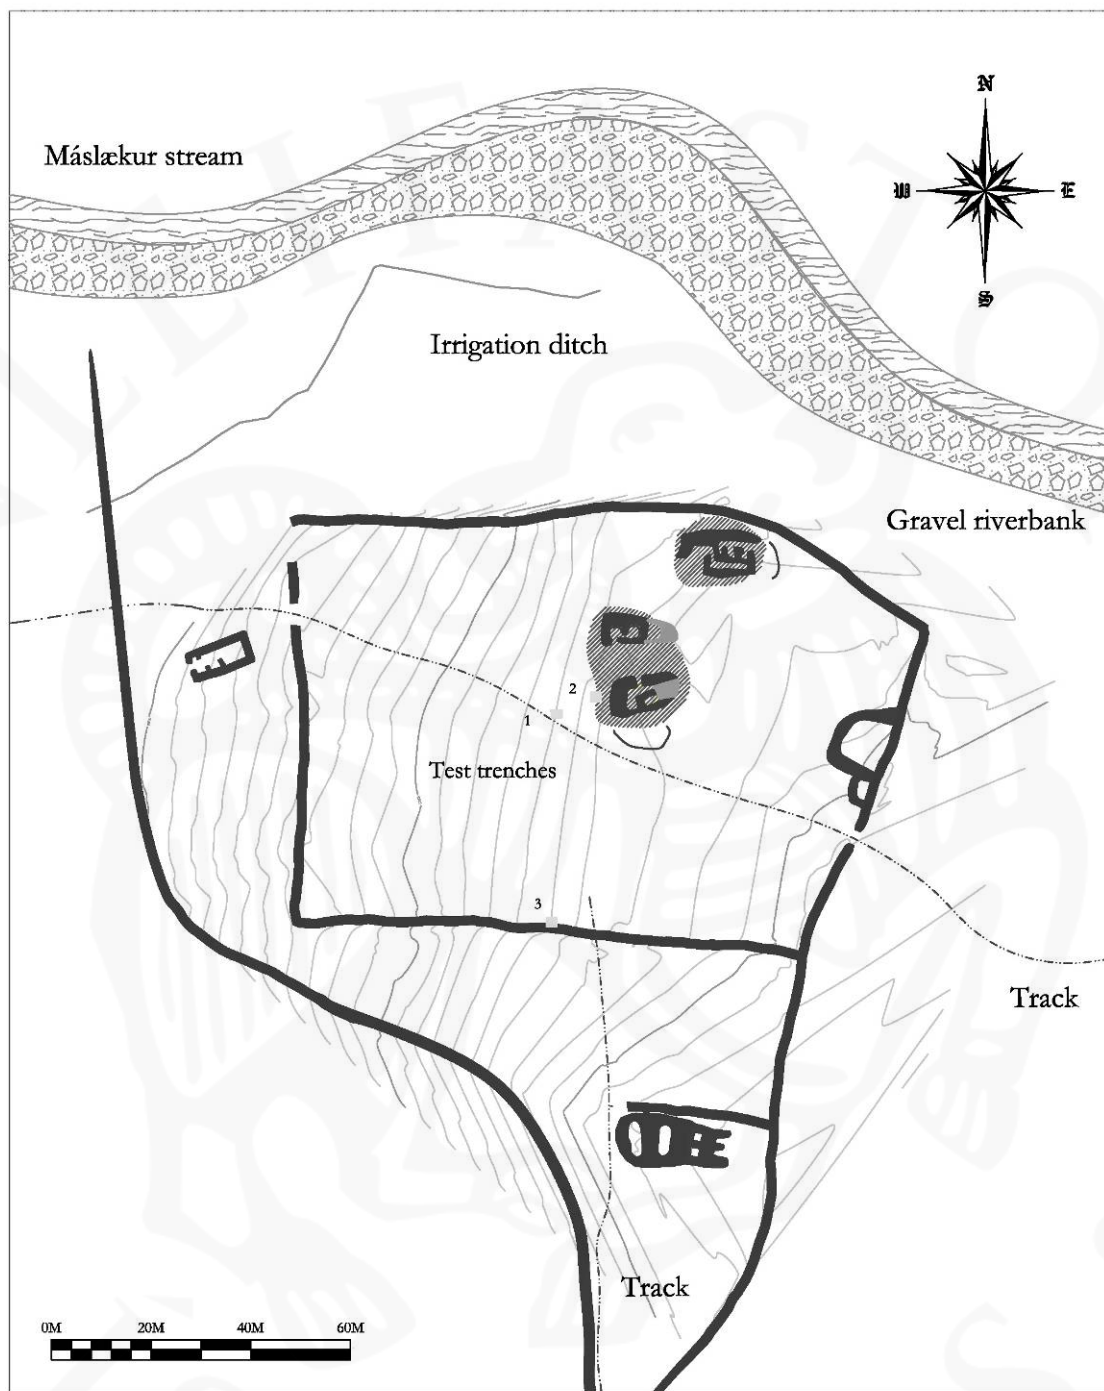 N
Máslækur stream
W E
S
Irrigation ditch
Gravel riverbank
2
1
Test trenches
3
Track
Track
0M 20M 40M 60M